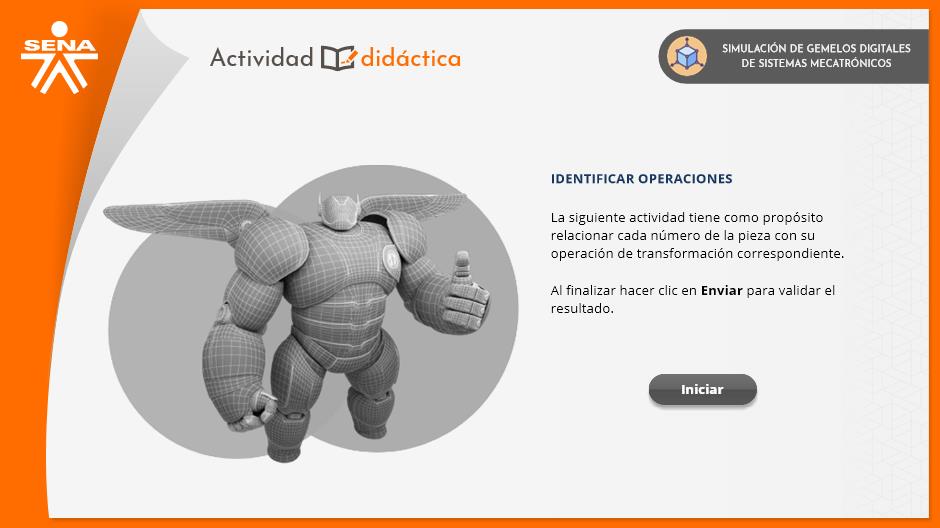 SENA
Actividad didáctica
SIMULACIÓN DE GEMELOS DIGITALES
DE SISTEMAS MECATRÓNICOS
IDENTIFICAR OPERACIONES
La siguiente actividad tiene como propósito
relacionar cada número de la pieza con su
operación de transformación correspondiente.
Al finalizar hacer clic en Enviar para validar el
resultado.
Iniciar